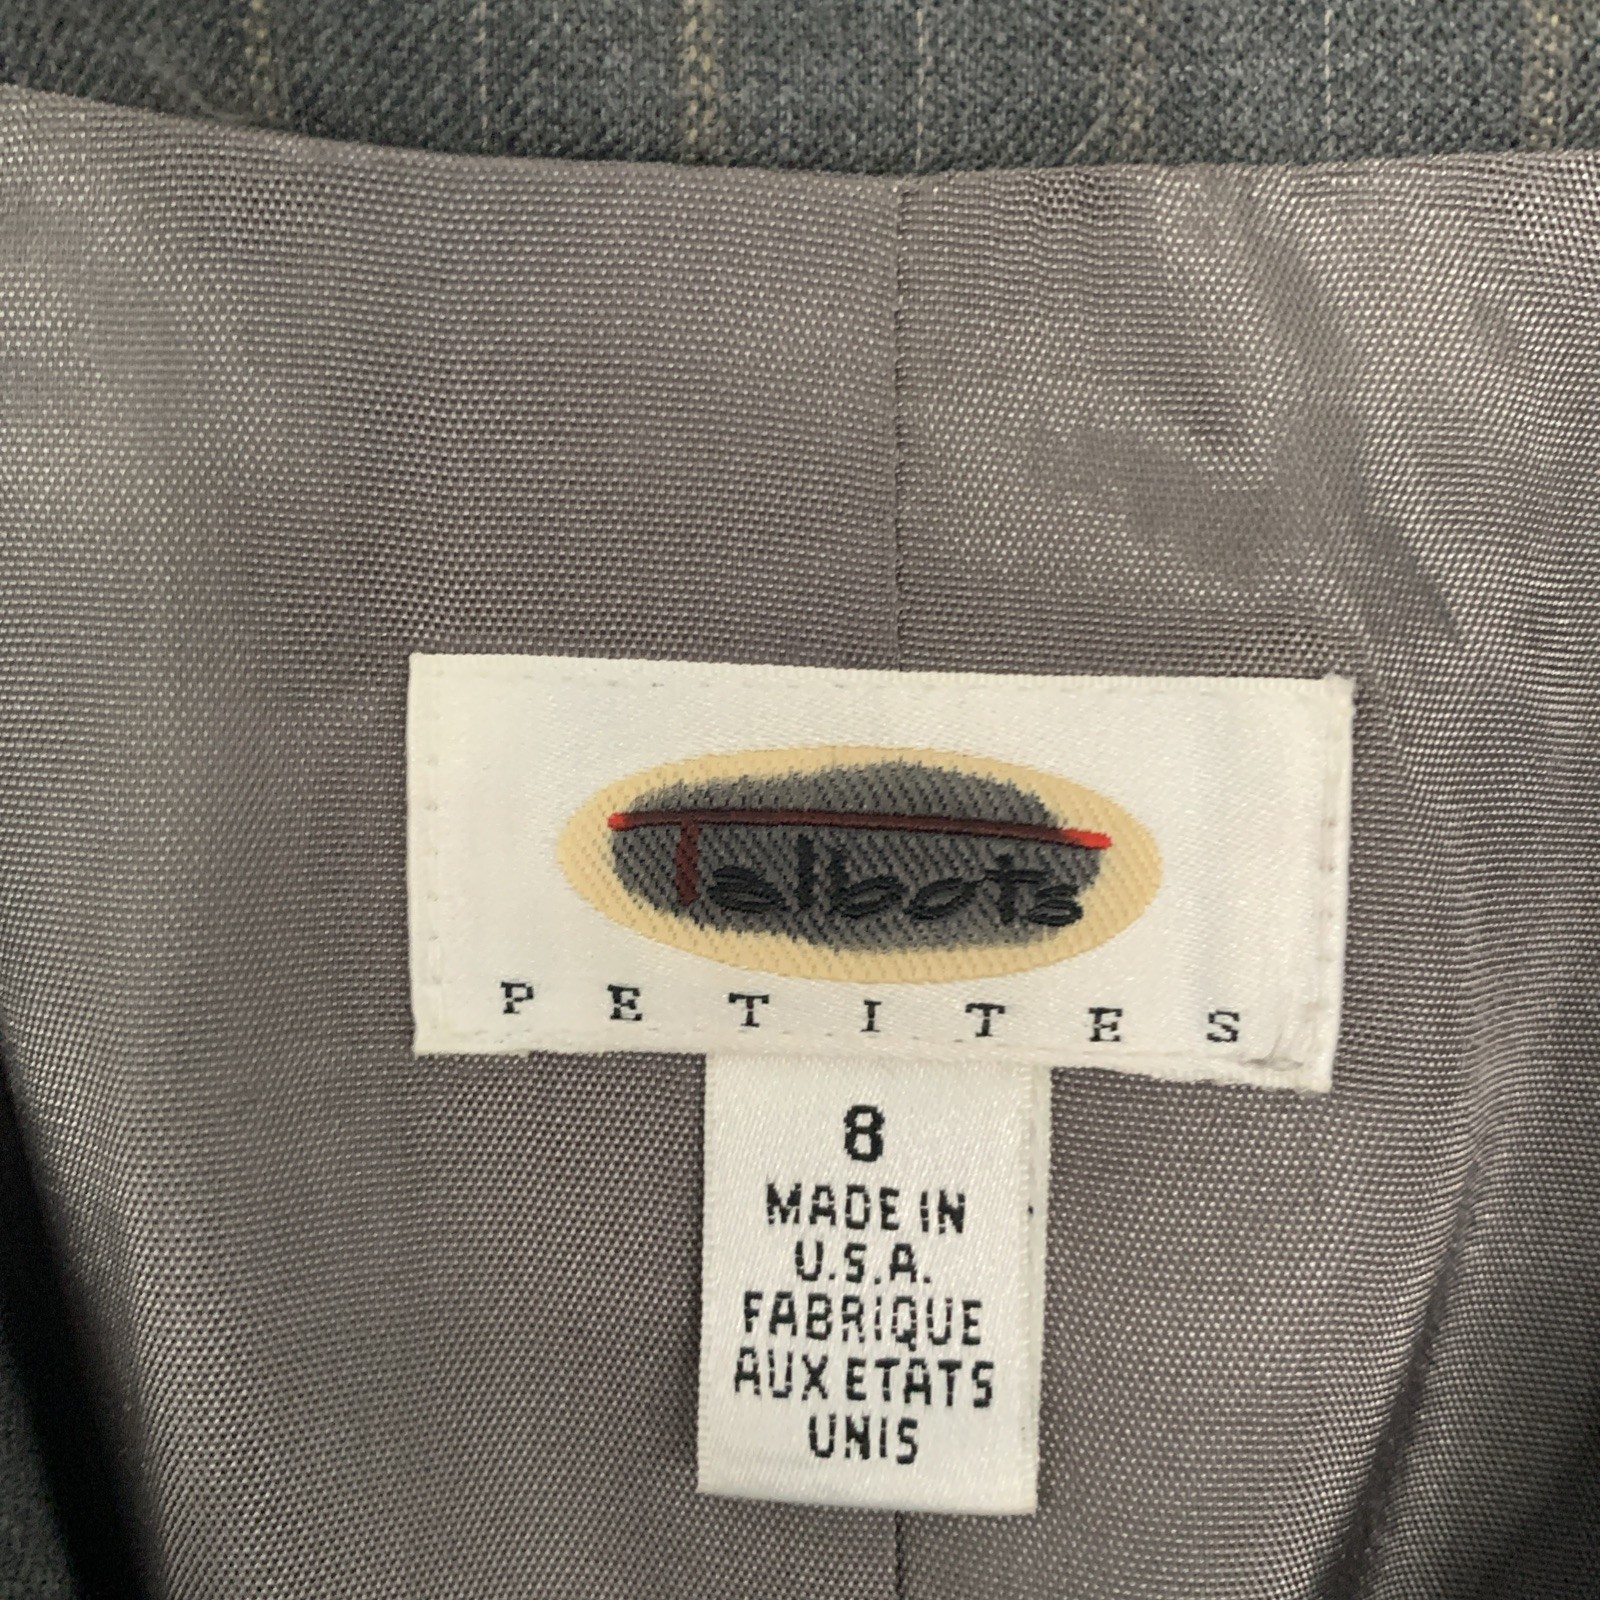 Talbots
PETITES
8
MADE IN
U.S.A.
FABRIQUE
AUX ETATS
UNIS